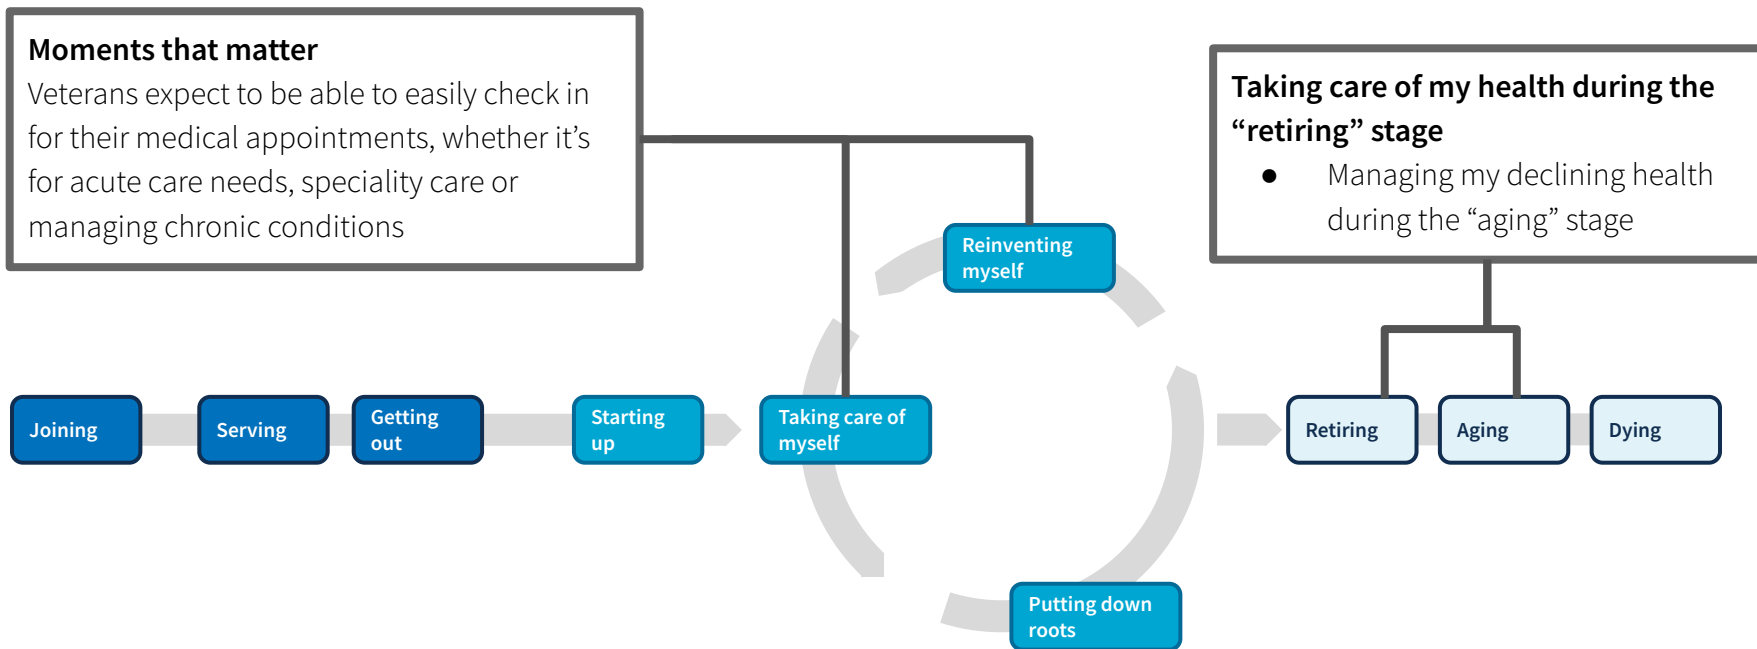 Moments that matter
Veterans expect to be able to easily check in
for their medical appointments, whether it’s
for acute care needs, speciality care or
managing chronic conditions
Taking care of my health during the
“retiring” stage
● Managing my declining health
during the “aging” stage
Reinventing
myself
Joining
Serving
Getting
out
Starting
up
Taking care of
myself
Retiring
Aging
Dying
Putting down
roots